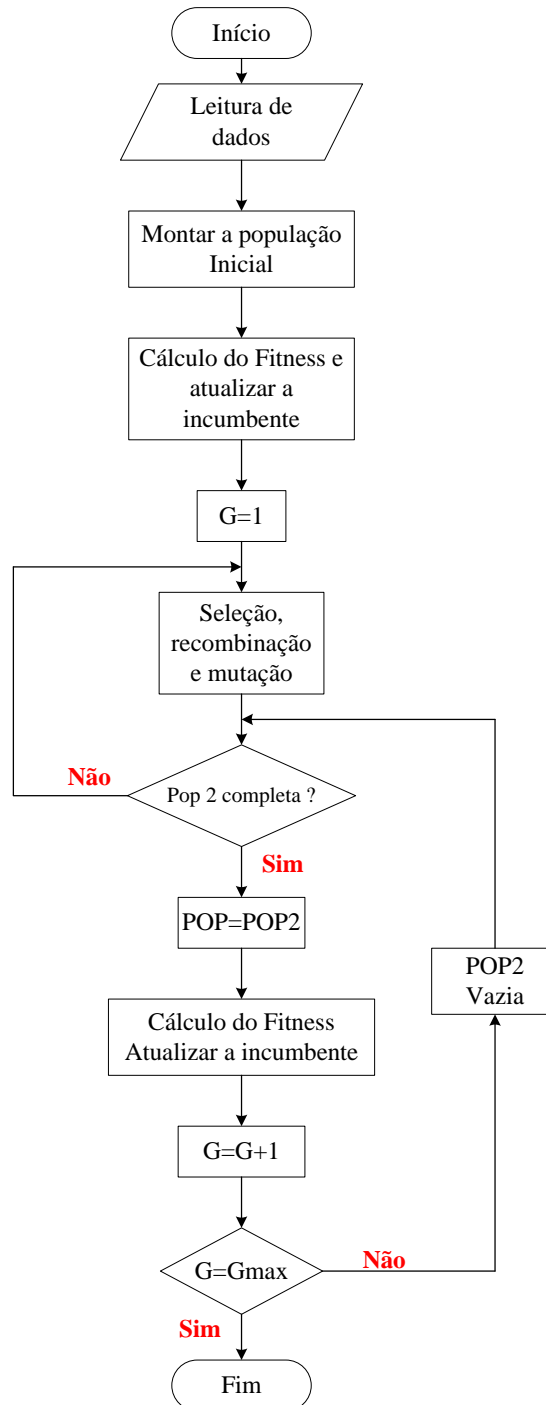 Início
Leitura de
dados
Montar a população
Inicial
Cálculo do Fitness e
atualizar a
incumbente
G=1
Seleção,
recombinação
e mutação
Não
Pop 2 completa ?
Sim
POP=POP2
POP2
Vazia
Cálculo do Fitness
Atualizar a incumbente
G=G+1
G=Gmax
Não
Sim
Fim